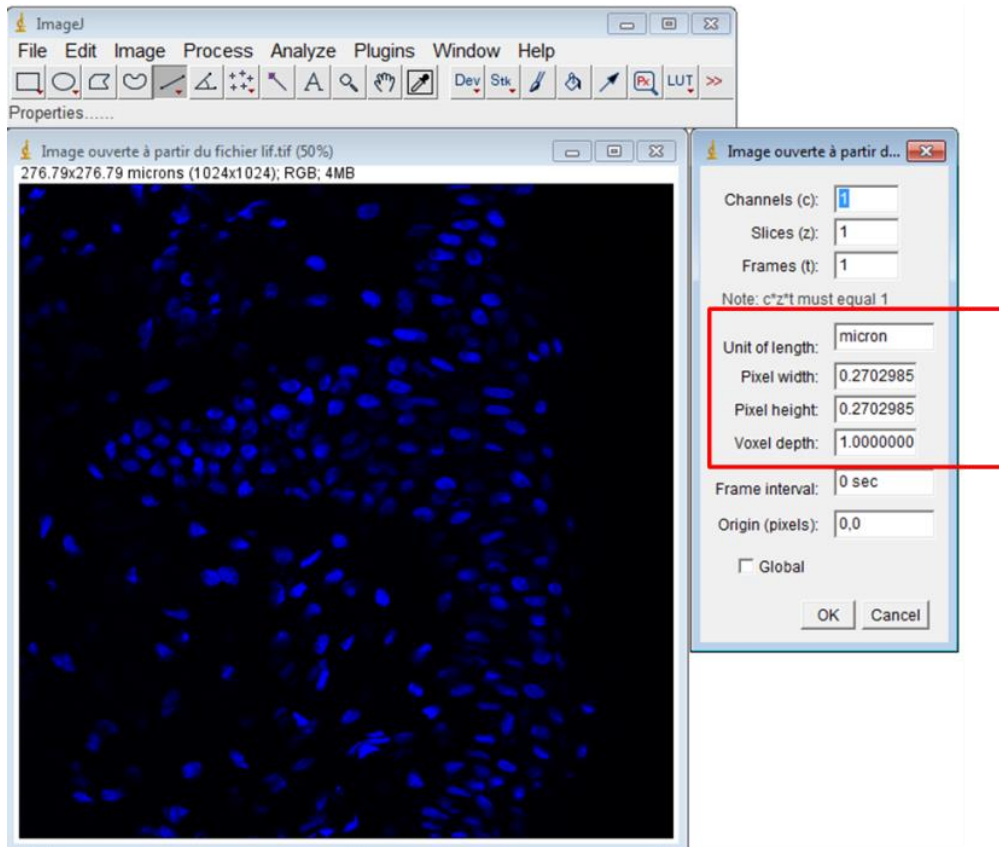 ImageJ
File Edit Image Process Analyze Plugins Window Help
A Dev Stk Px LUT >>
Properties......
Image ouverte à partir du fichier lif.tif (50%)
276.79x276.79 microns (1024x1024); RGB; 4MB
Image ouverte à partir d...
Channels (c): 1
Slices (z): 1
Frames (t): 1
Note: c*z*t must equal 1
Unit of length: micron
Pixel width: 0.2702985
Pixel height: 0.2702985
Voxel depth: 1.0000000
Frame interval: 0 sec
Origin (pixels): 0,0
Global
OK Cancel